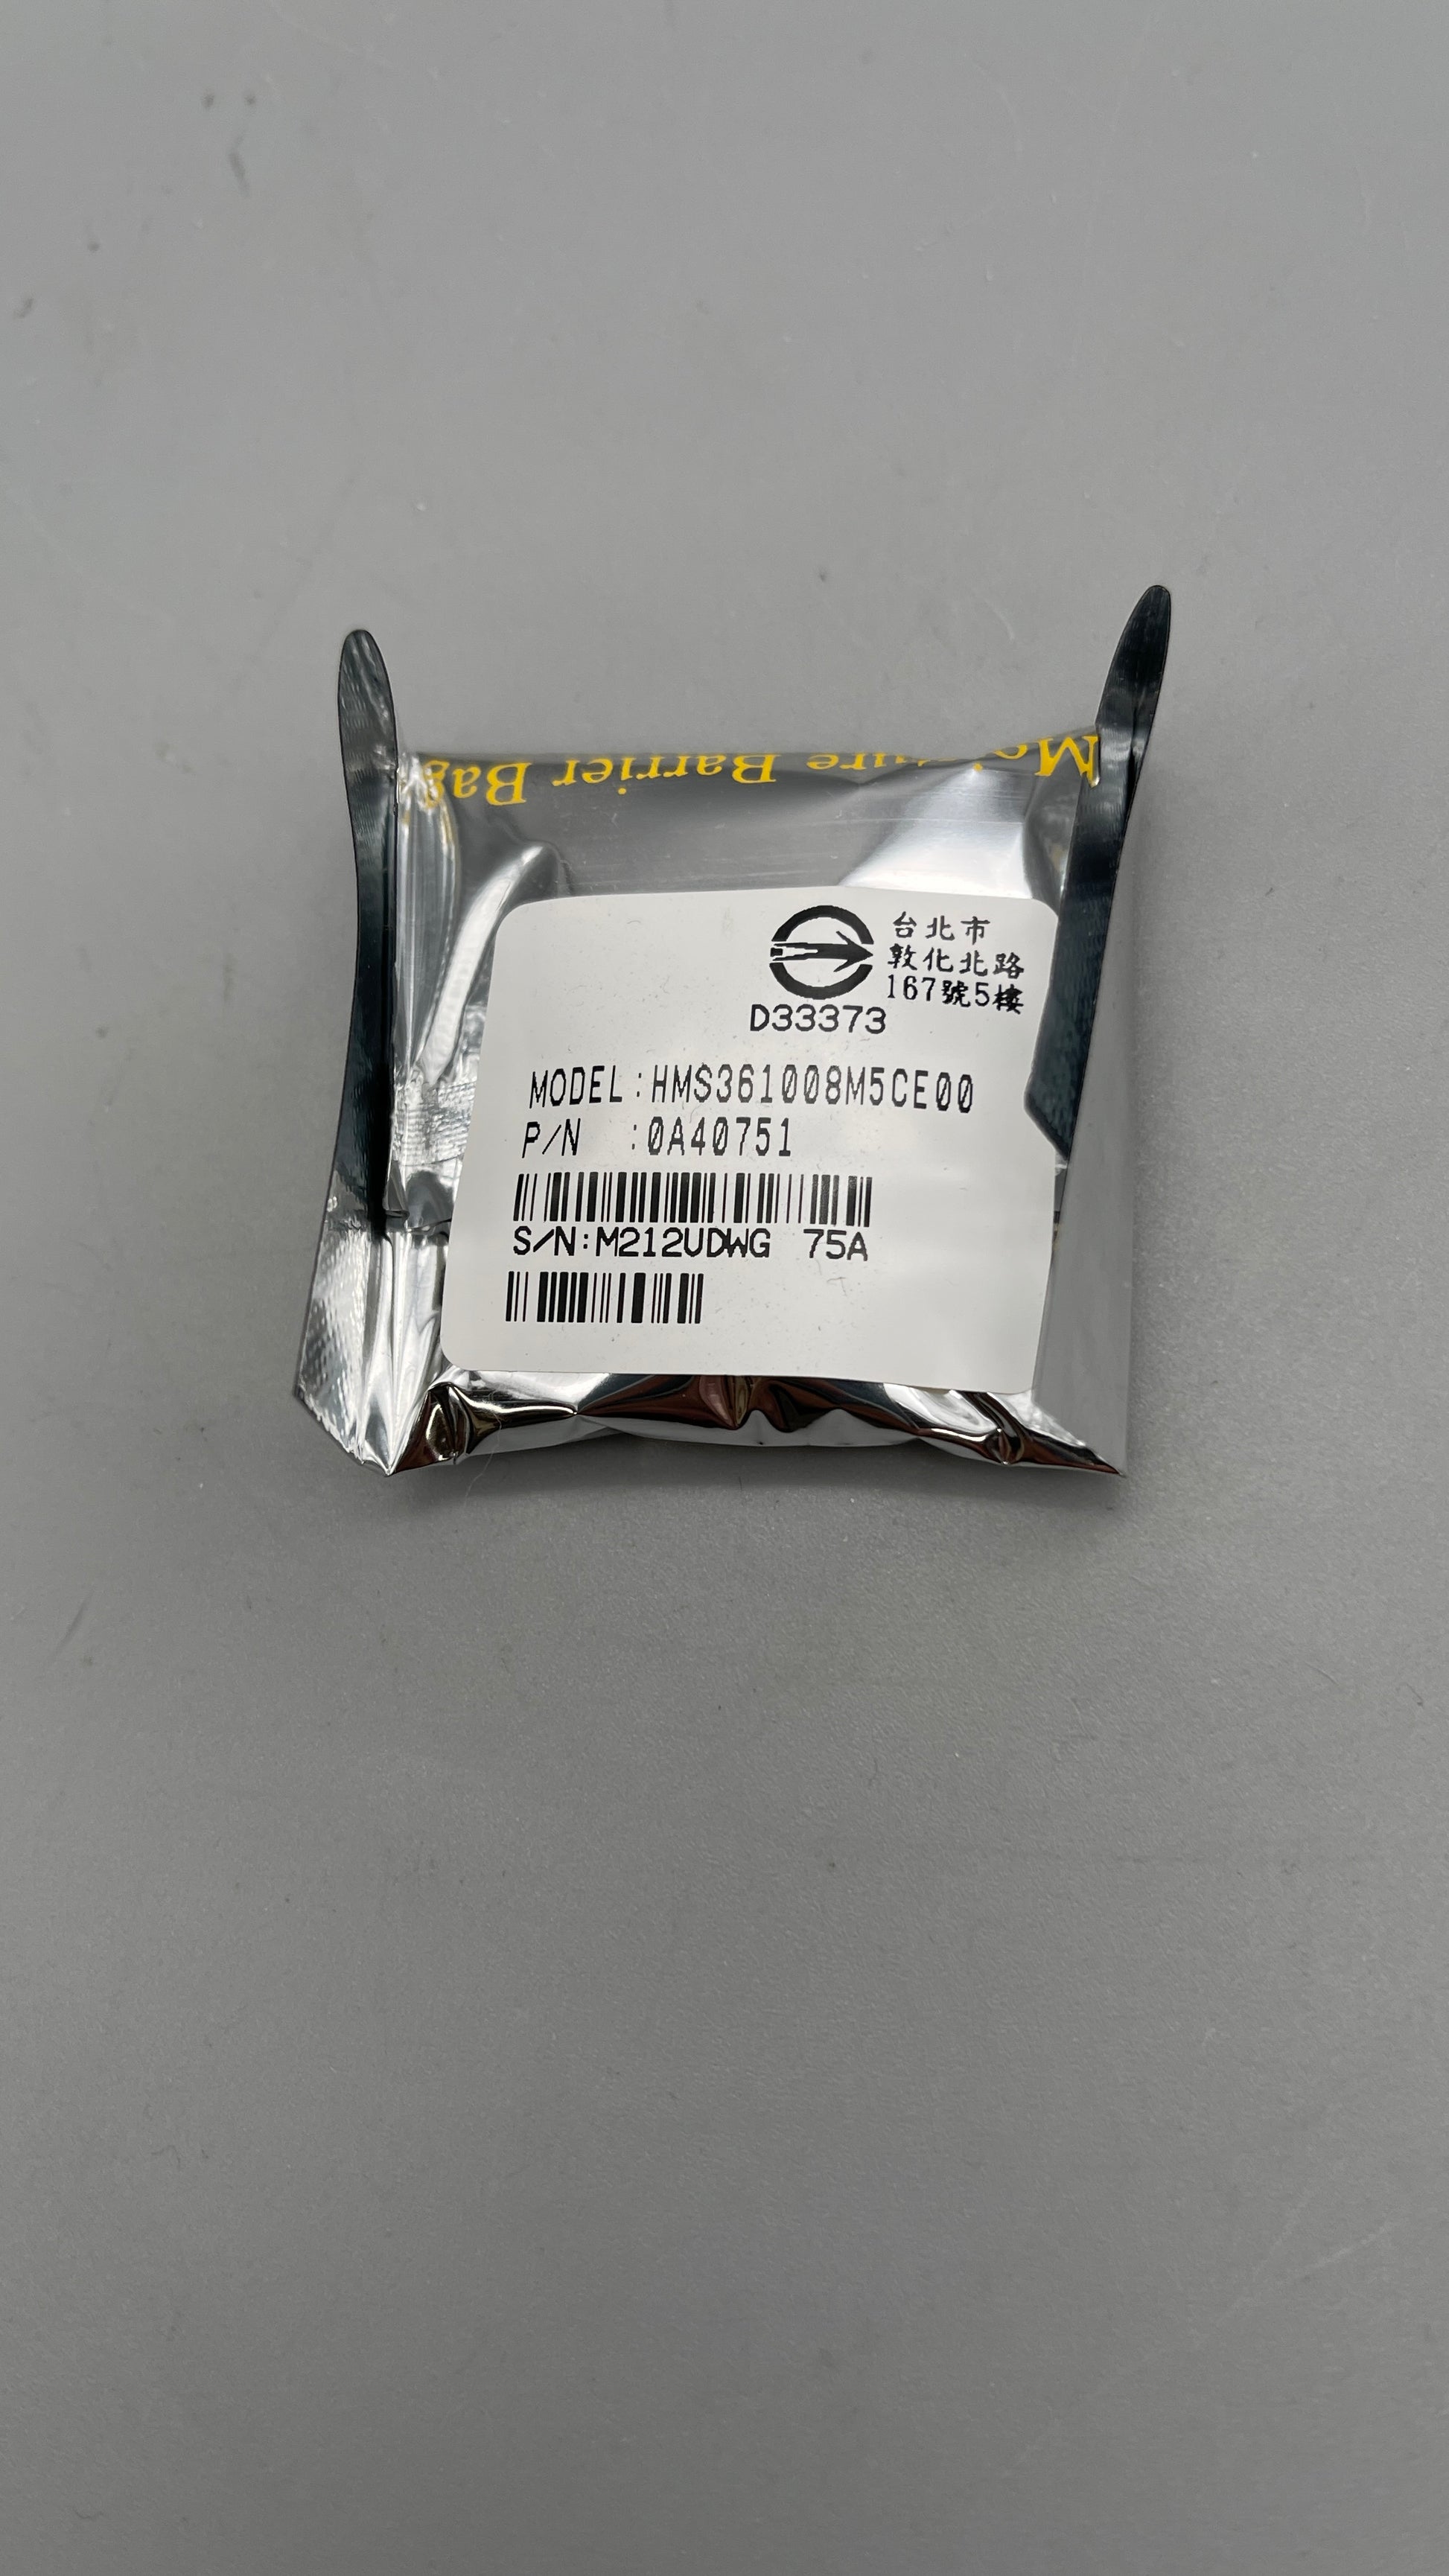 Moisture Barrier Bag
台北市
敦化北路
167號5樓
D33373
MODEL:HMS361008M5CE00
P/N :0A40751
S/N:M212UDWG 75A